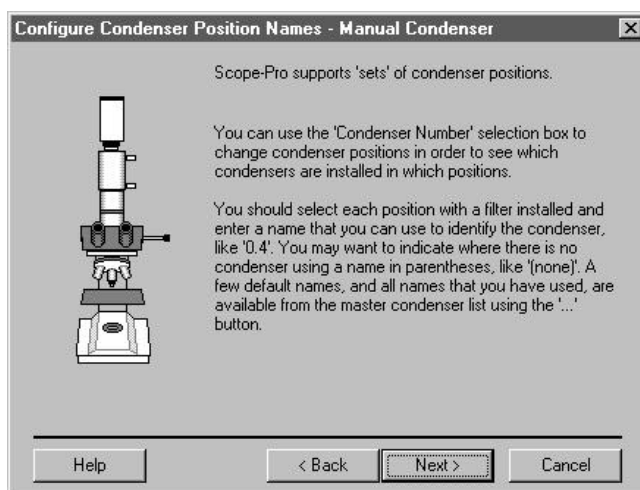 Configure Condenser Position Names - Manual Condenser
Scope-Pro supports 'sets' of condenser positions.
You can use the 'Condenser Number' selection box to
change condenser positions in order to see which
condensers are installed in which positions.
You should select each position with a filter installed and
enter a name that you can use to identify the condenser,
like '0.4'. You may want to indicate where there is no
condenser using a name in parentheses, like '(none)'. A
few default names, and all names that you have used, are
available from the master condenser list using the '...'
button.
Help
< Back
Next >
Cancel